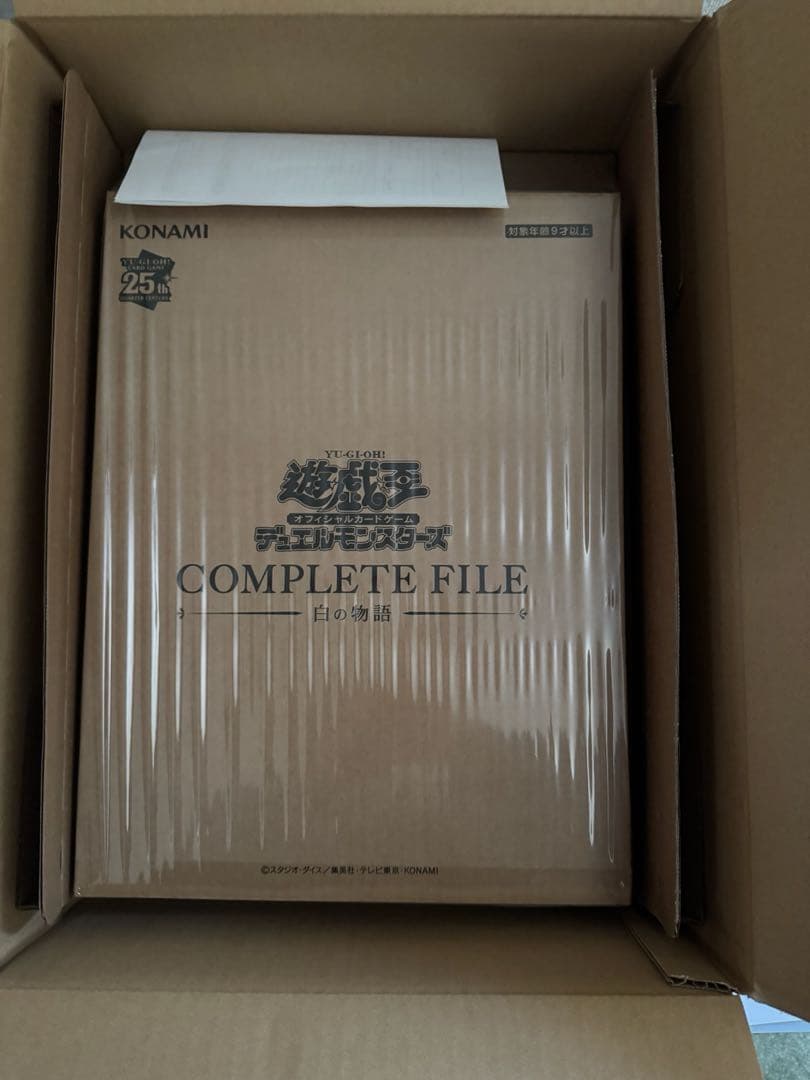 KONAMI
対象年齢9才以上
YU-GI-OH!
CARD GAME
25th
QUARTER CENTURY
YU-GI-OH!
遊☥戯☥王
オフィシャルカードゲーム
デュエルモンスターズ
COMPLETE FILE
白の物語
©スタジオ・ダイス/集英社・テレビ東京・KONAMI